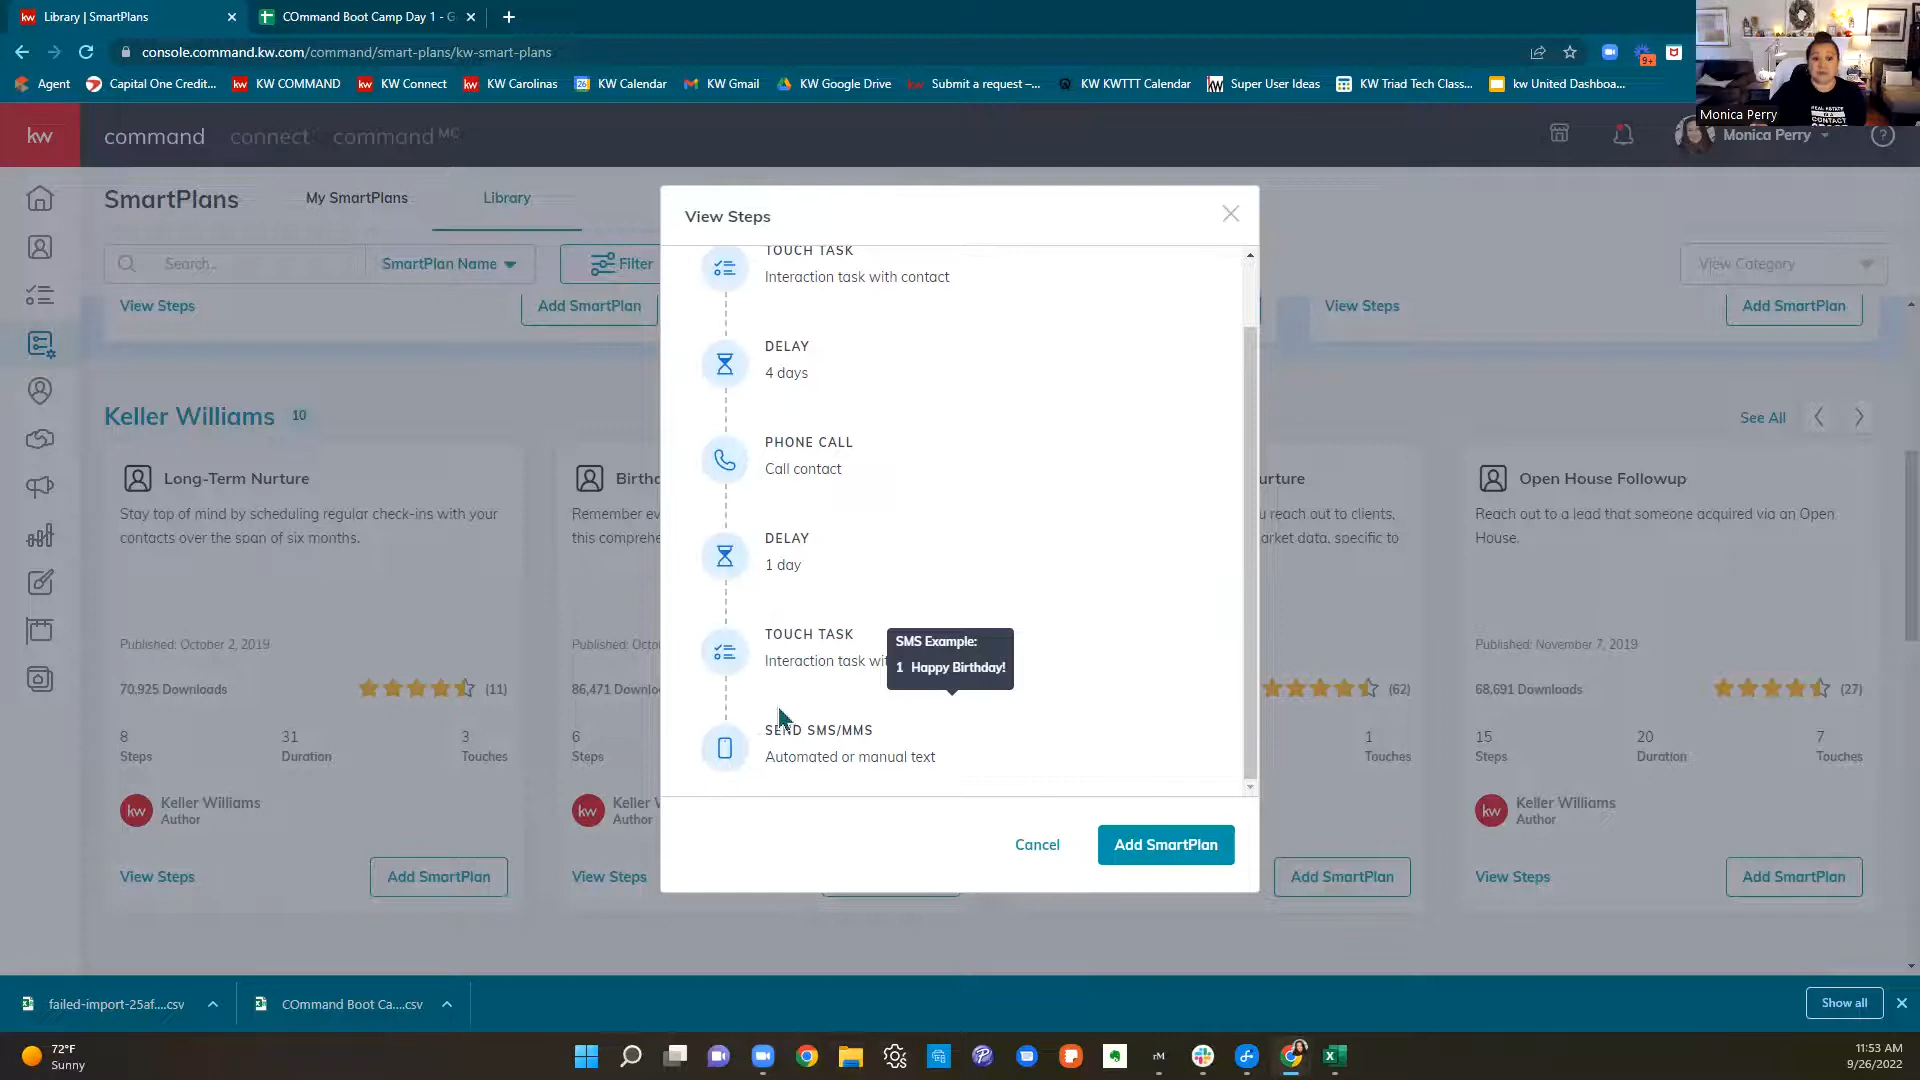 Library | SmartPlans
COmmand Boot Camp Day 1 - G
console.command.kw.com/command/smart-plans/kw-smart-plans
9+
Agent
Capital One Credit...
KW COMMAND
KW Connect
KW Carolinas
KW Calendar
KW Gmail
KW Google Drive
Submit a request –...
KW KWTTT Calendar
Super User Ideas
KW Triad Tech Class...
kw United Dashboa...
Monica Perry
kw
command
connect
command MC
Monica Perry
SmartPlans
My SmartPlans
Library
Search...
SmartPlan Name
Filter
View Category
View Steps
Add SmartPlan
View Steps
Add SmartPlan
Keller Williams 10
See All
Long-Term Nurture
Stay top of mind by scheduling regular check-ins with your
contacts over the span of six months.
Published: October 2, 2019
70,925 Downloads
(11)
8
Steps
31
Duration
3
Touches
kw
Keller Williams
Author
View Steps
Add SmartPlan
Birth
Remember ev
this comprehe
Published: Octo
86,471 Downlo
6
Steps
kw
Keller
Author
View Steps
View Steps
TOUCH TASK
Interaction task with contact
DELAY
4 days
PHONE CALL
Call contact
DELAY
1 day
TOUCH TASK
Interaction task wit
SMS Example:
1 Happy Birthday!
SEND SMS/MMS
Automated or manual text
Cancel
Add SmartPlan
urture
u reach out to clients,
arket data, specific to
(62)
1
Touches
Add SmartPlan
Open House Followup
Reach out to a lead that someone acquired via an Open
House.
Published: November 7, 2019
68,691 Downloads
(27)
15
Steps
20
Duration
7
Touches
kw
Keller Williams
Author
View Steps
Add SmartPlan
failed-import-25af....csv
COmmand Boot Ca....csv
Show all
72°F
Sunny
11:53 AM
9/26/2022